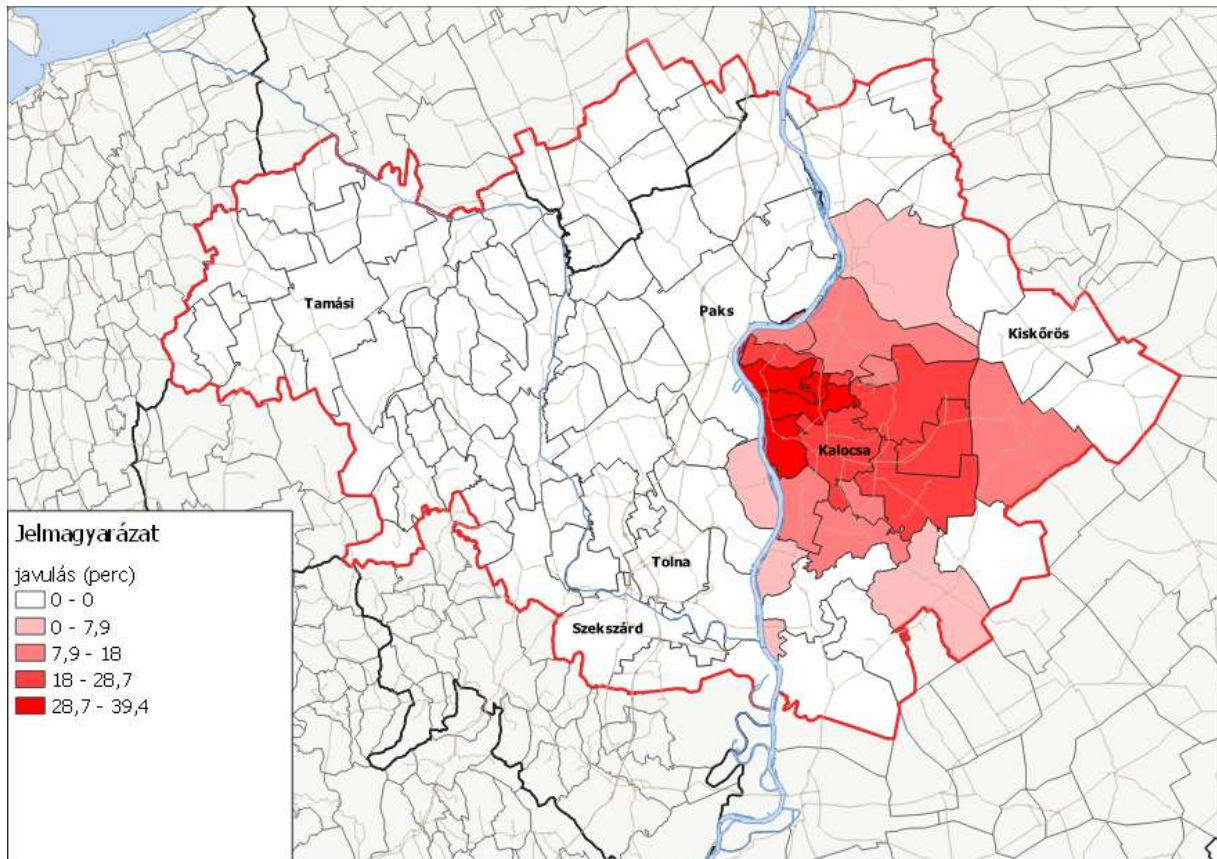 Tamási
Paks
Kiskőrös
Kalocsa
Tolna
Szekszárd
Jelmagyarázat
javulás (perc)
0 - 0
0 - 7,9
7,9 - 18
18 - 28,7
28,7 - 39,4